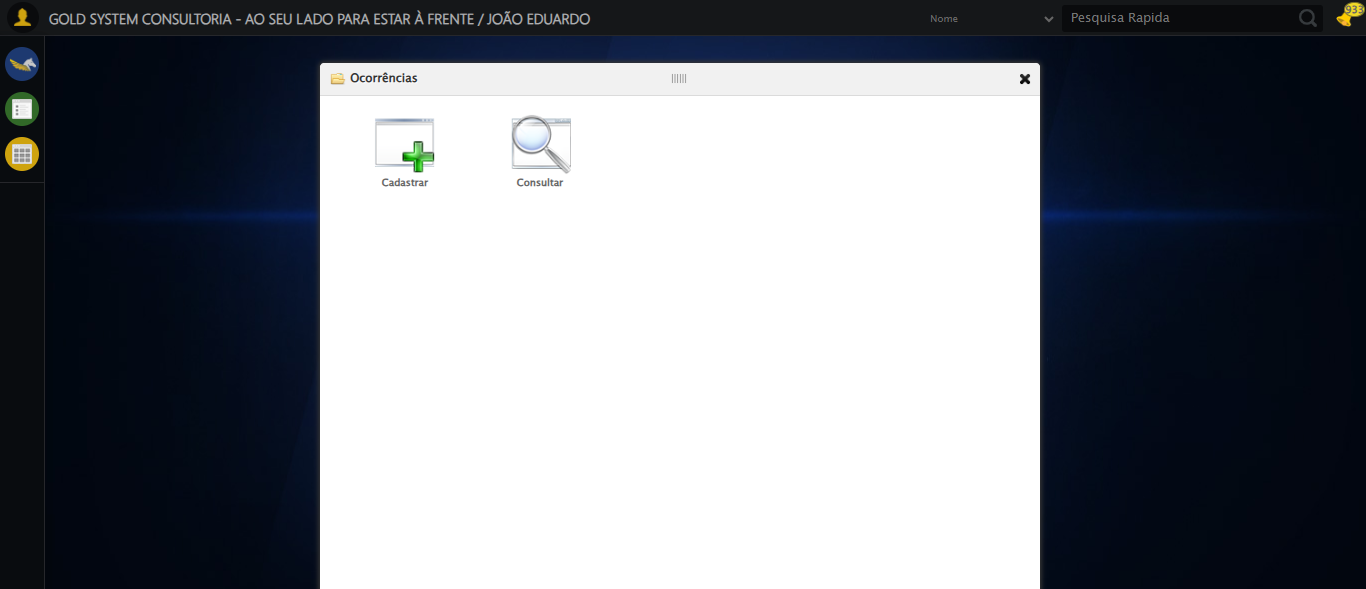 GOLD SYSTEM CONSULTORIA - AO SEU LADO PARA ESTAR À FRENTE / JOÃO EDUARDO
Nome
Pesquisa Rapida
933
Ocorrências
Cadastrar
Consultar